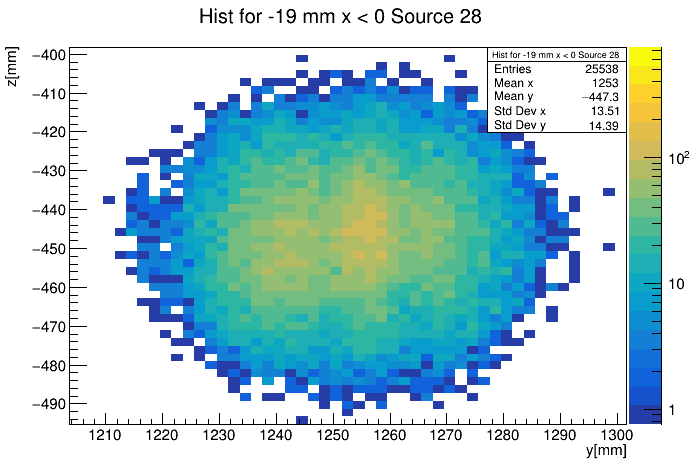 Hist for -19 mm x < 0 Source 28
z[mm]
Hist for -19 mm x < 0 Source 28
Entries 25538
Mean x 1253
Mean y −447.3
Std Dev x 13.51
Std Dev y 14.39
−400
−410
−420
−430
−440
−450
−460
−470
−480
−490
10²
10
1
1210 1220 1230 1240 1250 1260 1270 1280 1290 1300
y[mm]